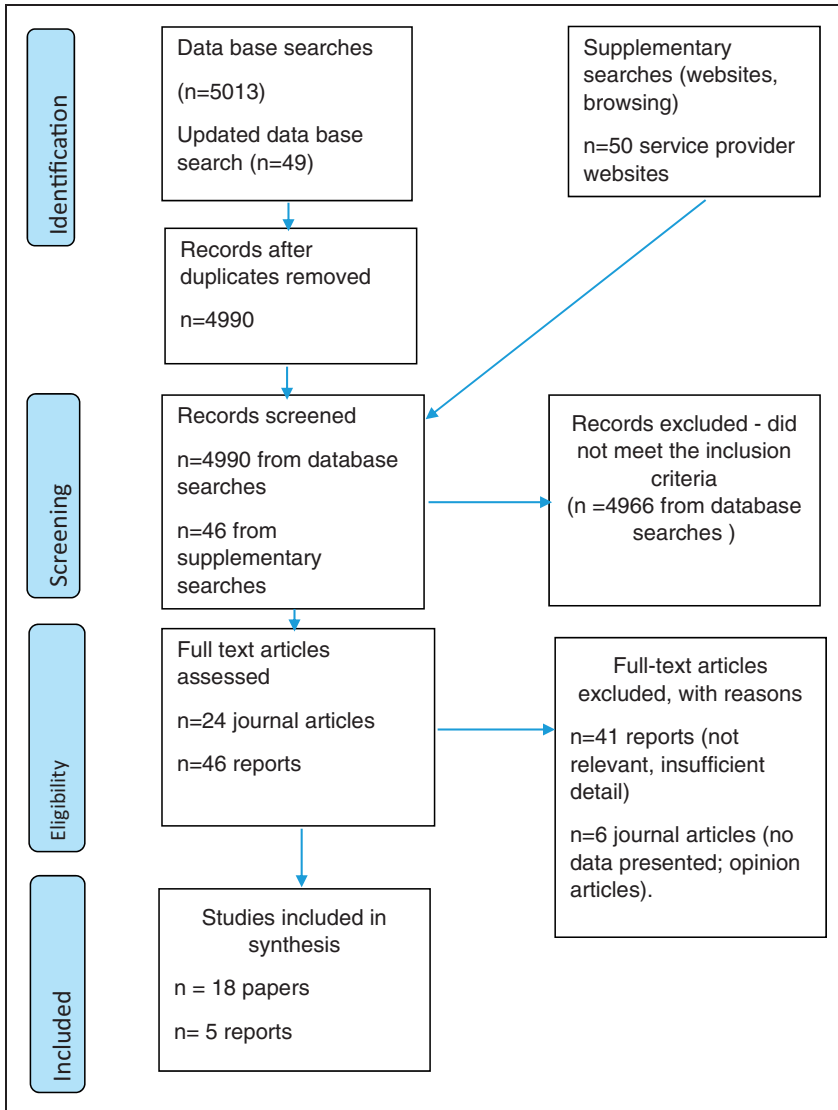 Identification
Data base searches
(n=5013)
Updated data base
search (n=49)
Supplementary
searches (websites,
browsing)
n=50 service provider
websites
Records after
duplicates removed
n=4990
Screening
Records screened
n=4990 from database
searches
n=46 from
supplementary
searches
Records excluded - did
not meet the inclusion
criteria
(n =4966 from database
searches )
Eligibility
Full text articles
assessed
n=24 journal articles
n=46 reports
Full-text articles
excluded, with reasons
n=41 reports (not
relevant, insufficient
detail)
n=6 journal articles (no
data presented; opinion
articles).
Included
Studies included in
synthesis
n = 18 papers
n= 5 reports